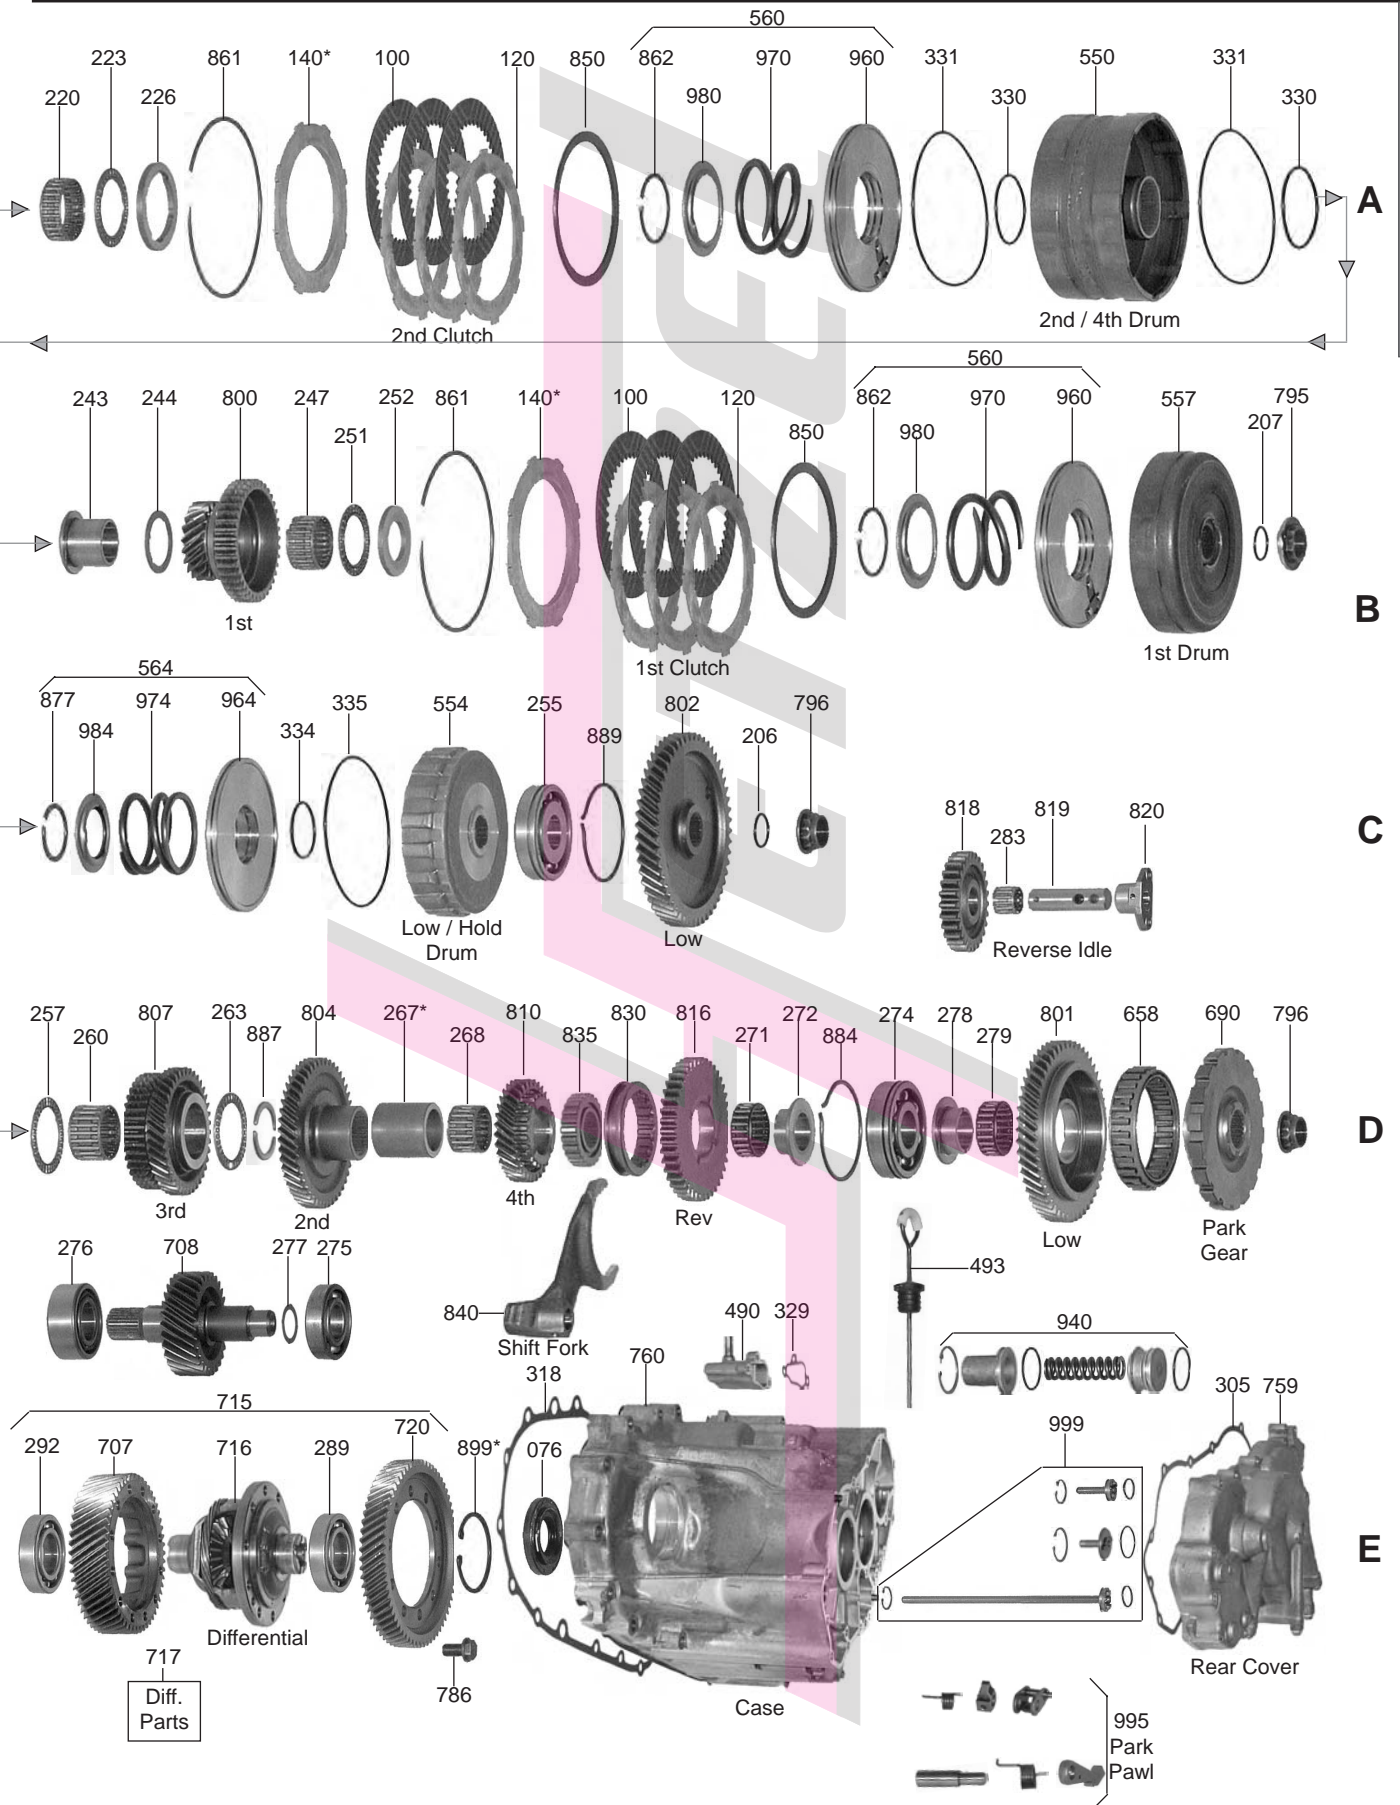 560
223 861 140* 100 120 850 862 970 960 331 550 331
220 226 980 330 330
A
2nd Clutch
2nd / 4th Drum
560
243 244 800 247 252 861 140* 100 120 862 970 960 557 795
251 850 980 207
1st
B
1st Clutch
1st Drum
564
877 974 964 335 554 255 802 796
984 334 889 206
818 819 820
283
C
Low / Hold
Drum
Low
Reverse Idle
257 807 263 804 267* 810 830 816 272 274 278 801 658 690 796
260 887 268 835 271 884 279
D
3rd
2nd
4th
Rev
Low
Park
Gear
276 708 277 275
493
840
490 329
940
Shift Fork
318 760
715
305 759
292 707 716 289 720 899* 076
999
E
Differential
717
Diff.
Parts
786
Case
Rear Cover
995
Park
Pawl